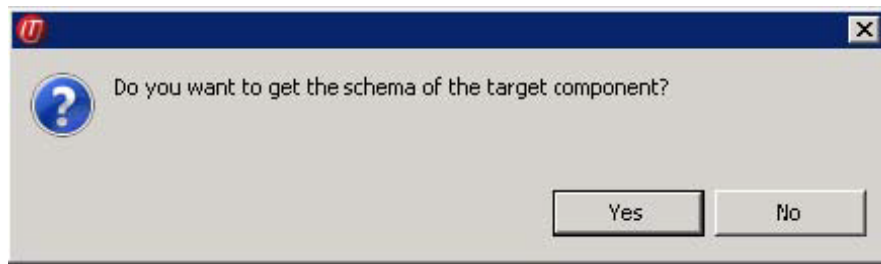 Do you want to get the schema of the target component?
Yes
No